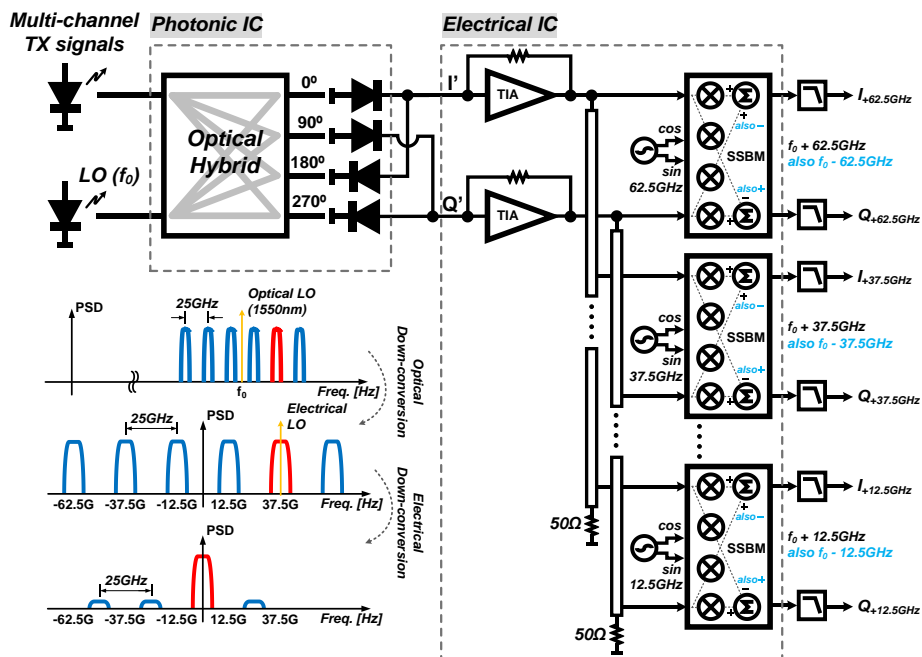 Multi-channel
TX signals
Photonic IC
Electrical IC
0º
90º
180º
270º
Optical
Hybrid
LO (f0)
I'
Q'
TIA
TIA
cos
sin
62.5GHz
+
Σ
+
also−
SSBM
also+
−
+
Σ
I+62.5GHz
f0 + 62.5GHz
also f0 - 62.5GHz
Q+62.5GHz
cos
sin
37.5GHz
+
Σ
+
also−
SSBM
also+
−
+
Σ
I+37.5GHz
f0 + 37.5GHz
also f0 - 37.5GHz
Q+37.5GHz
cos
sin
12.5GHz
+
Σ
+
also−
SSBM
also+
−
+
Σ
I+12.5GHz
f0 + 12.5GHz
also f0 - 12.5GHz
Q+12.5GHz
50Ω
50Ω
PSD
25GHz
Optical LO
(1550nm)
f0
Freq. [Hz]
Optical
Down-conversion
PSD
25GHz
Electrical
LO
-62.5G -37.5G -12.5G 12.5G 37.5G Freq. [Hz]
Electrical
Down-conversion
PSD
25GHz
-62.5G -37.5G -12.5G 12.5G 37.5G Freq. [Hz]